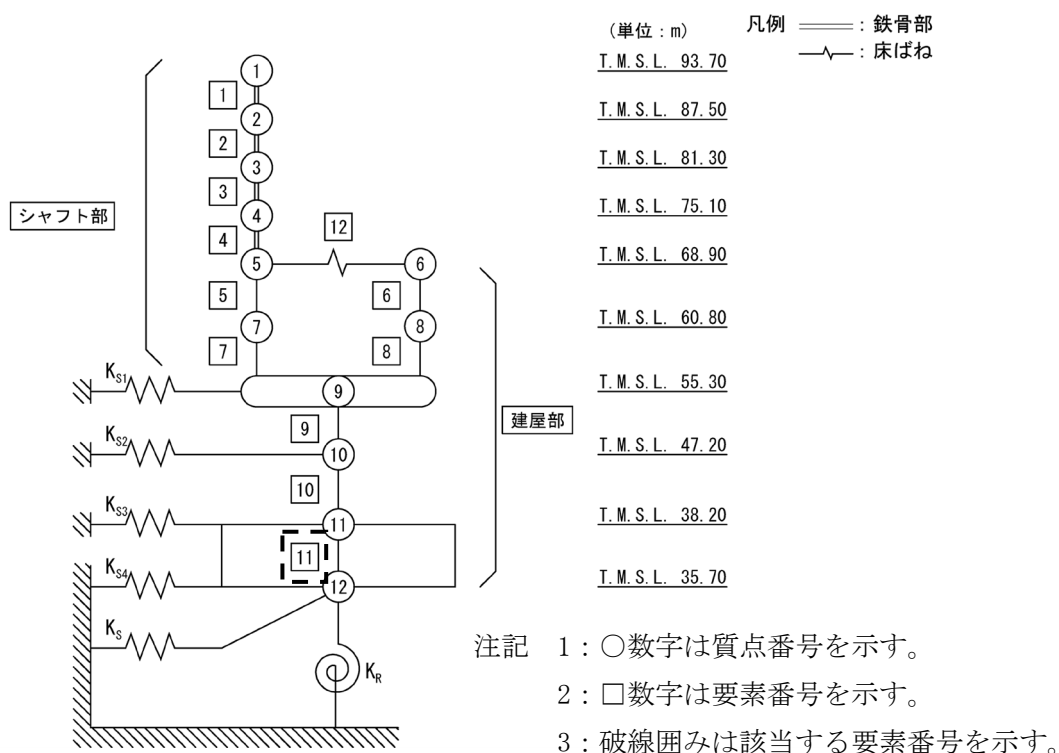 (単位:m)
凡例 : 鉄骨部
: 床ばね
T.M.S.L. 93.70
T.M.S.L. 87.50
T.M.S.L. 81.30
T.M.S.L. 75.10
T.M.S.L. 68.90
T.M.S.L. 60.80
T.M.S.L. 55.30
T.M.S.L. 47.20
T.M.S.L. 38.20
T.M.S.L. 35.70
シャフト部
建屋部
1
1
2
2
3
3
4
4
12
5
6
5
6
7
8
7
8
KS1
9
9
KS2
10
10
KS3
11
11
KS4
12
KS
KR
注記 1:○数字は質点番号を示す。
2:□数字は要素番号を示す。
3:破線囲みは該当する要素番号を示す。